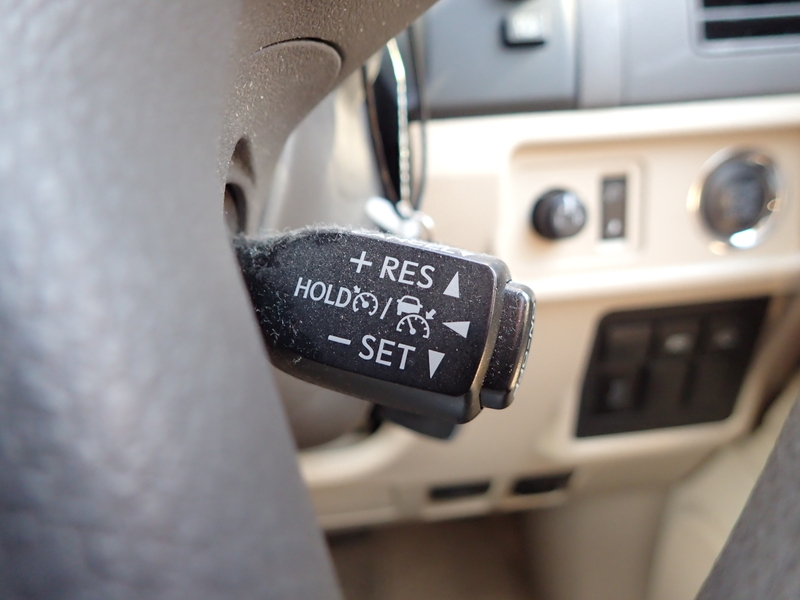 + RES
HOLD /
− SET